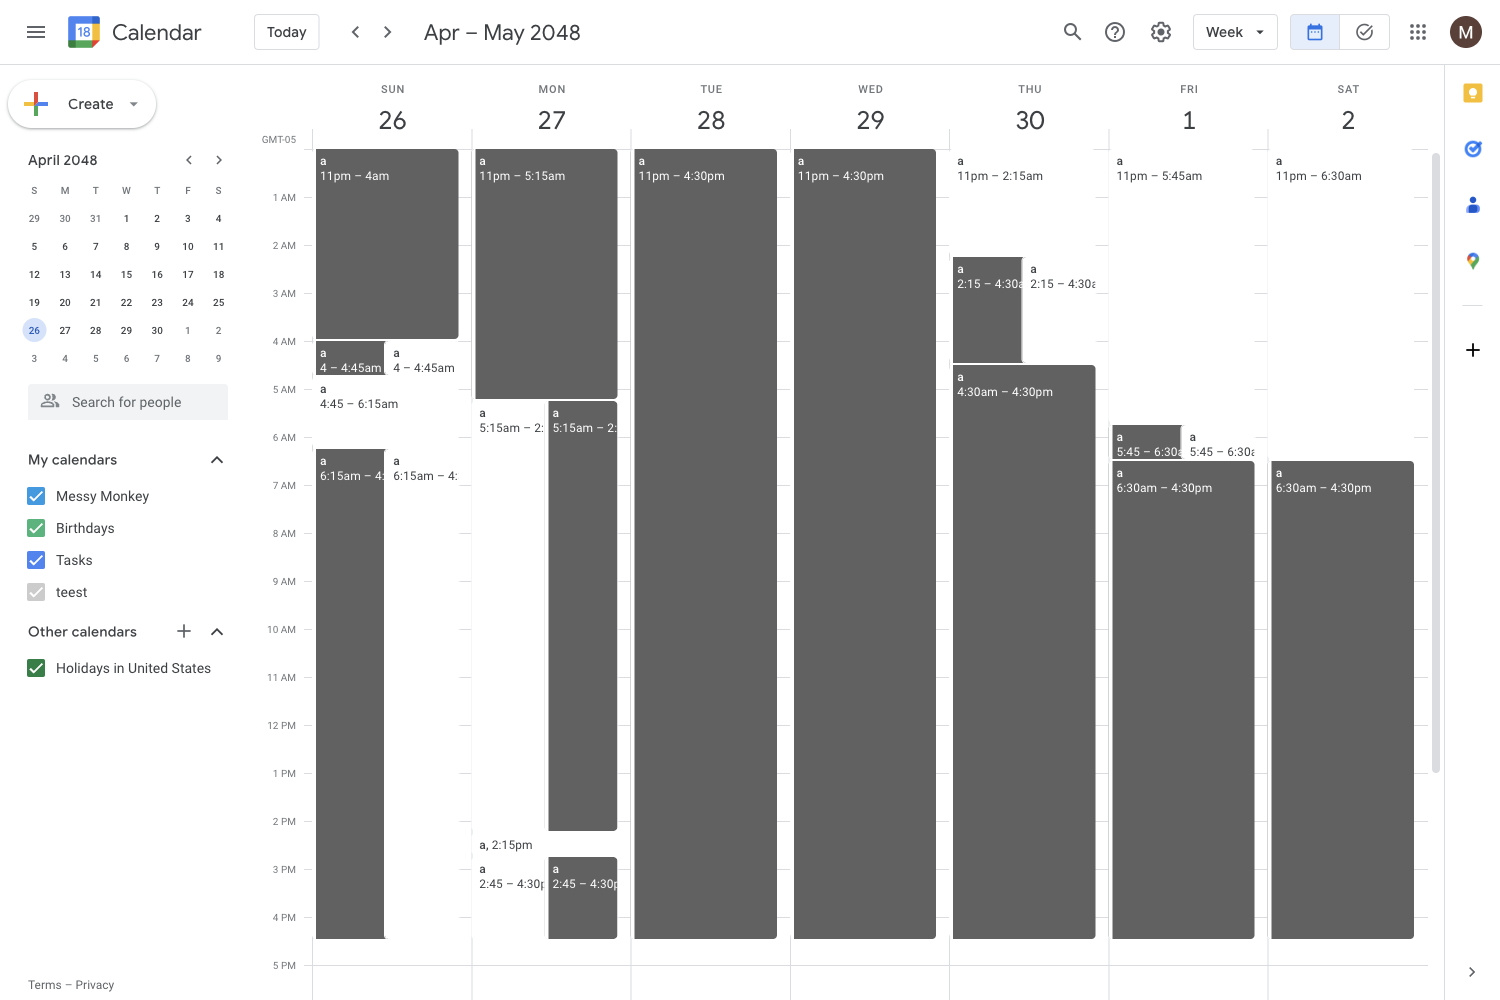 18 Calendar Today Apr – May 2048 Week M
Create
SUN MON TUE WED THU FRI SAT
26 27 28 29 30 1 2
GMT-05
April 2048
S M T W T F S
29 30 31 1 2 3 4
5 6 7 8 9 10 11
12 13 14 15 16 17 18
19 20 21 22 23 24 25
26 27 28 29 30 1 2
3 4 5 6 7 8 9
Search for people
My calendars
Messy Monkey
Birthdays
Tasks
teest
Other calendars
Holidays in United States
Terms – Privacy
1 AM
2 AM
3 AM
4 AM
5 AM
6 AM
7 AM
8 AM
9 AM
10 AM
11 AM
12 PM
1 PM
2 PM
3 PM
4 PM
5 PM
a
11pm – 4am
a
4 – 4:45am
a
4 – 4:45am
a
4:45 – 6:15am
a
6:15am – 4:
a
6:15am – 4:
a
11pm – 5:15am
a
5:15am – 2:
a
5:15am – 2:
a, 2:15pm
a
2:45 – 4:30p
a
2:45 – 4:30p
a
11pm – 4:30pm
a
11pm – 4:30pm
a
11pm – 2:15am
a
2:15 – 4:30a
a
2:15 – 4:30a
a
4:30am – 4:30pm
a
11pm – 5:45am
a
5:45 – 6:30a
a
5:45 – 6:30a
a
6:30am – 4:30pm
a
11pm – 6:30am
a
6:30am – 4:30pm